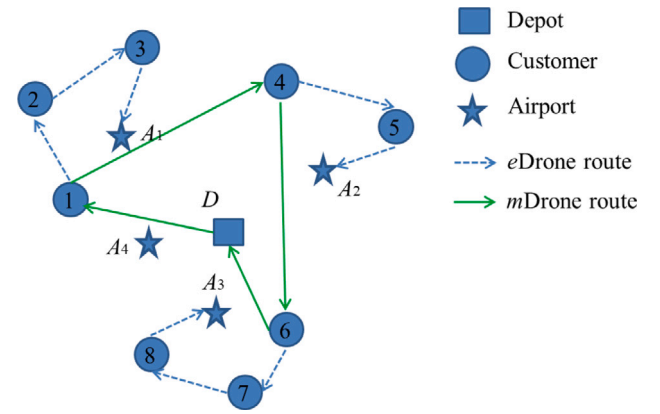 Depot
Customer
Airport
eDrone route
mDrone route
3
2
A1
4
5
A2
1
D
A4
A3
6
8
7